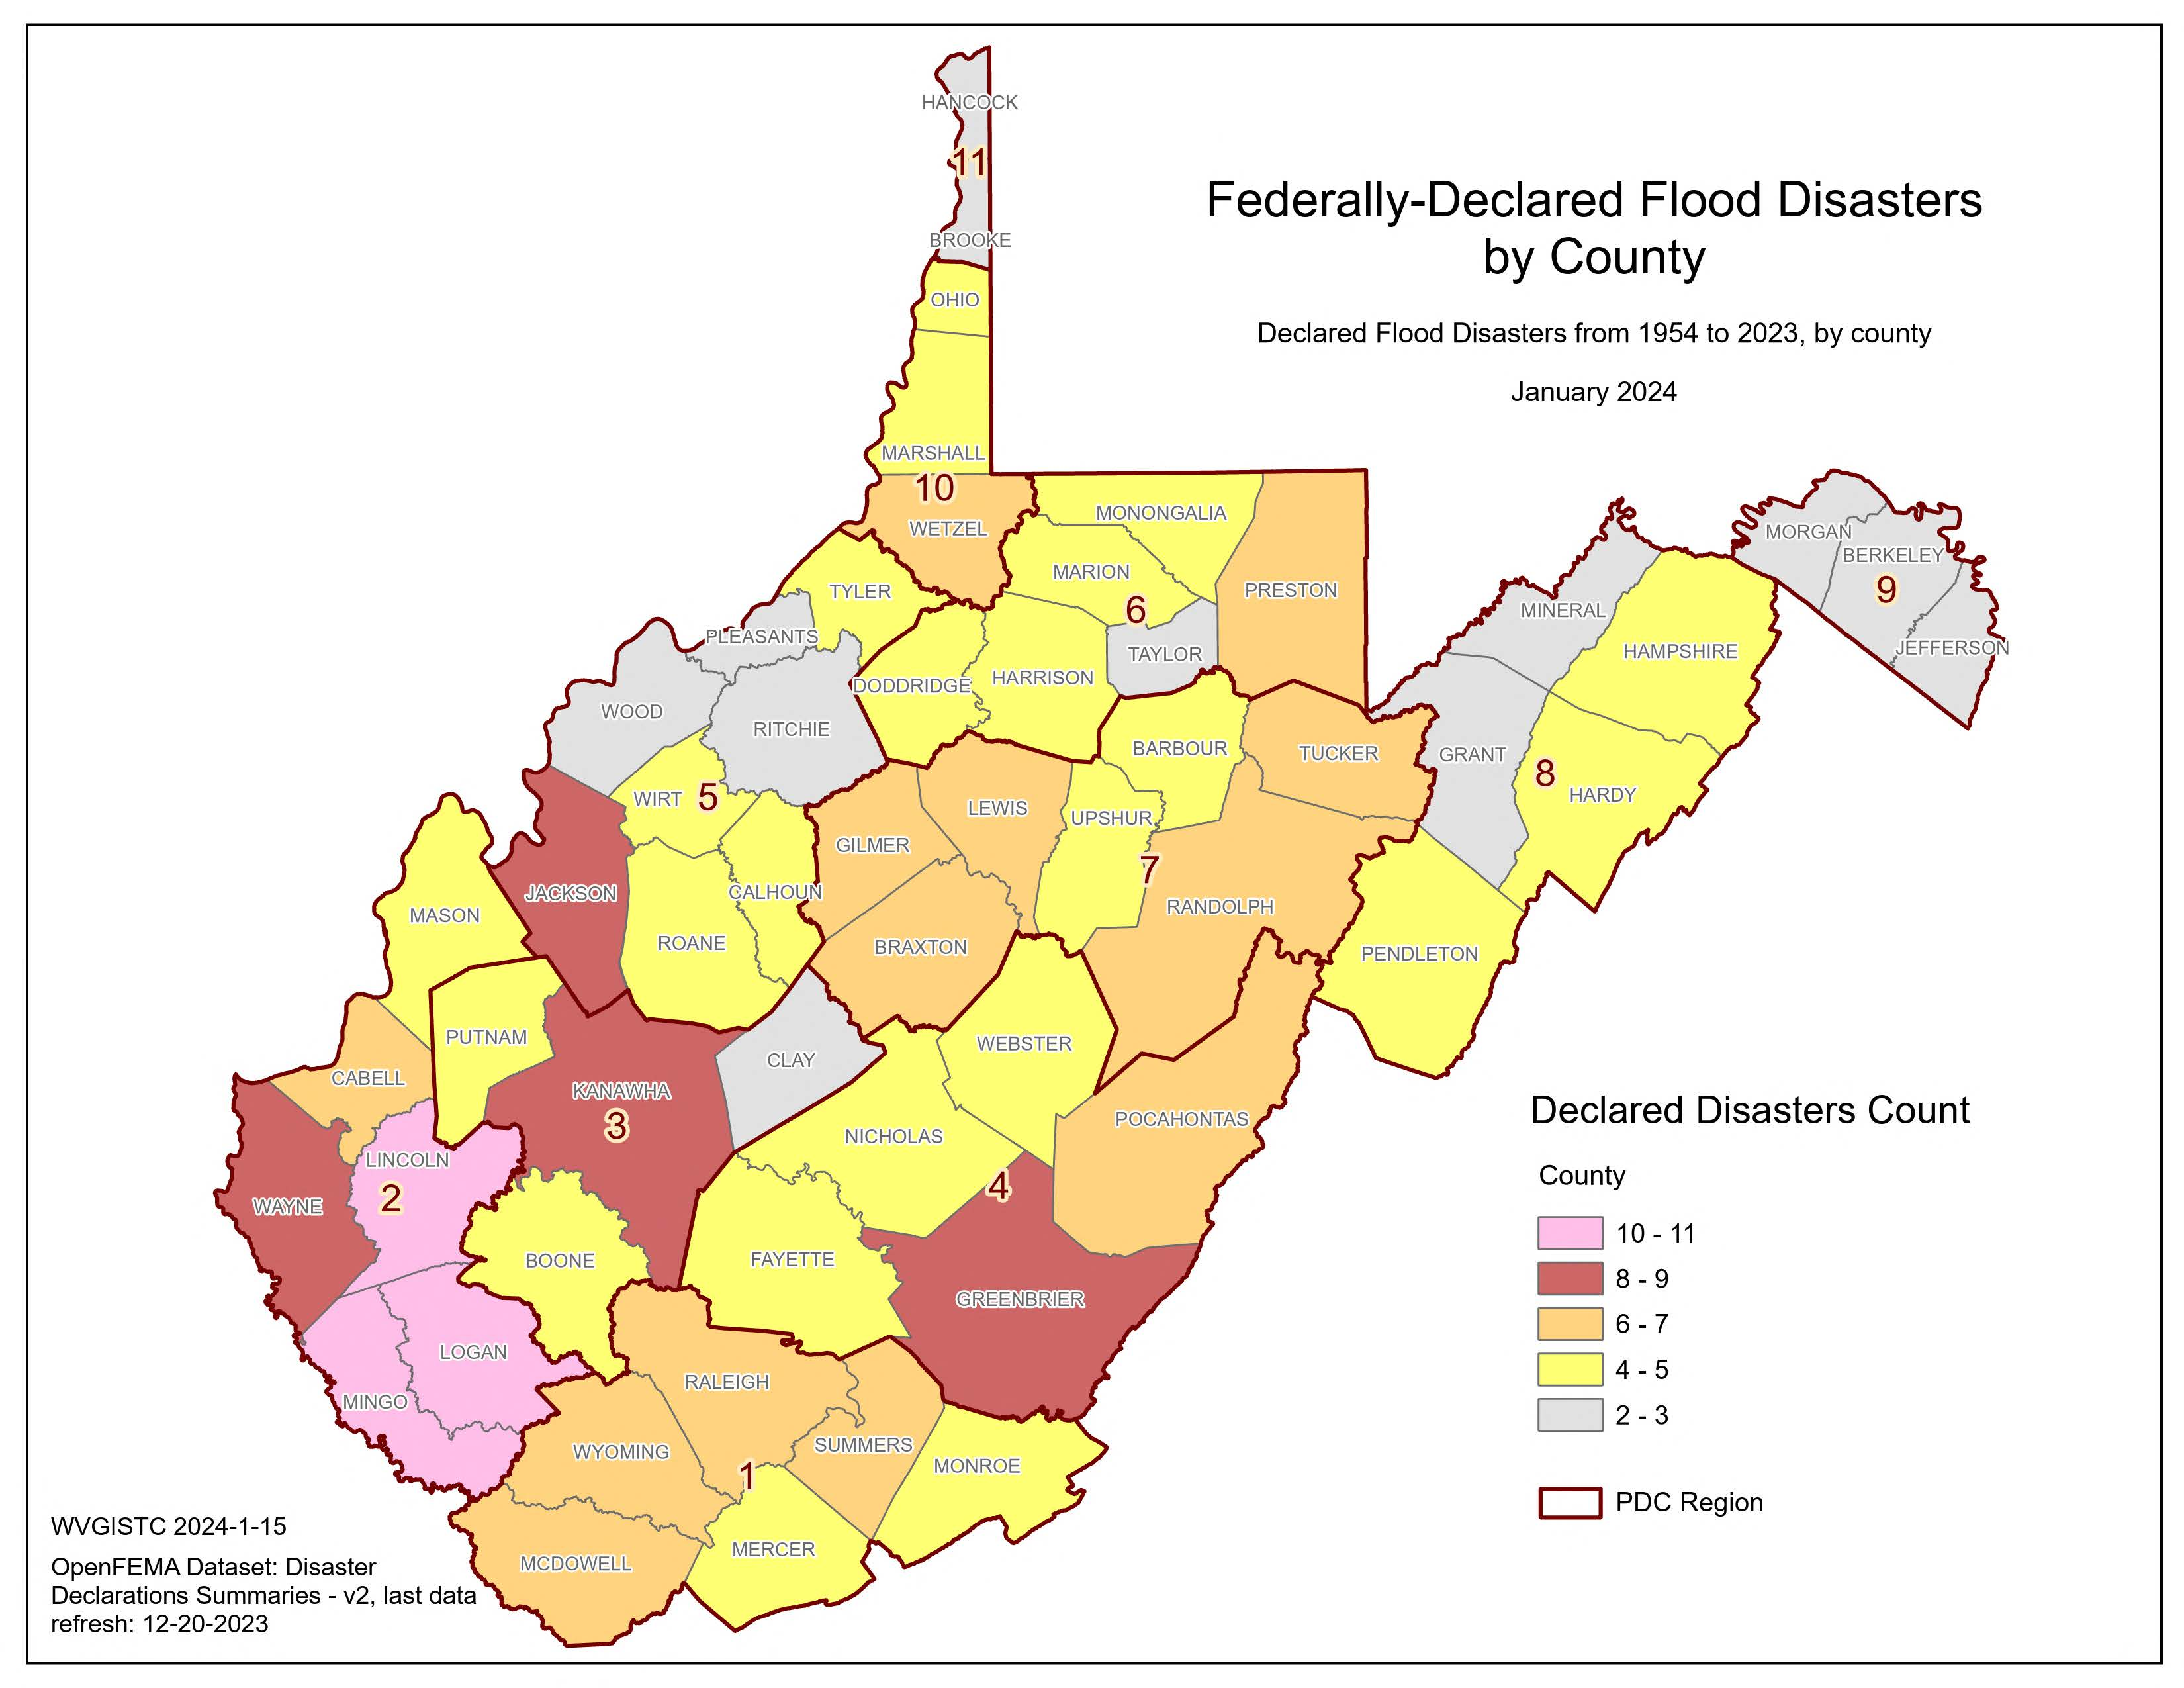 HANCOCK
11
BROOKE
OHIO
MARSHALL
10
WETZEL
Federally-Declared Flood Disasters
by County
Declared Flood Disasters from 1954 to 2023, by county
January 2024
MONONGALIA
MARION
6
PRESTON
TYLER
PLEASANTS
TAYLOR
HARRISON
DODDRIDGE
WOOD
RITCHIE
MORGAN
BERKELEY
9
JEFFERSON
MINERAL
HAMPSHIRE
GRANT
8
HARDY
BARBOUR
TUCKER
WIRT
5
LEWIS
UPSHUR
GILMER
7
JACKSON
CALHOUN
MASON
ROANE
BRAXTON
RANDOLPH
PENDLETON
PUTNAM
WEBSTER
CLAY
CABELL
KANAWHA
3
POCAHONTAS
NICHOLAS
LINCOLN
2
WAYNE
4
BOONE
FAYETTE
GREENBRIER
LOGAN
RALEIGH
MINGO
SUMMERS
WYOMING
MONROE
1
MERCER
MCDOWELL
Declared Disasters Count
County
10 - 11
8 - 9
6 - 7
4 - 5
2 - 3
PDC Region
WVGISTC 2024-1-15
OpenFEMA Dataset: Disaster
Declarations Summaries - v2, last data
refresh: 12-20-2023